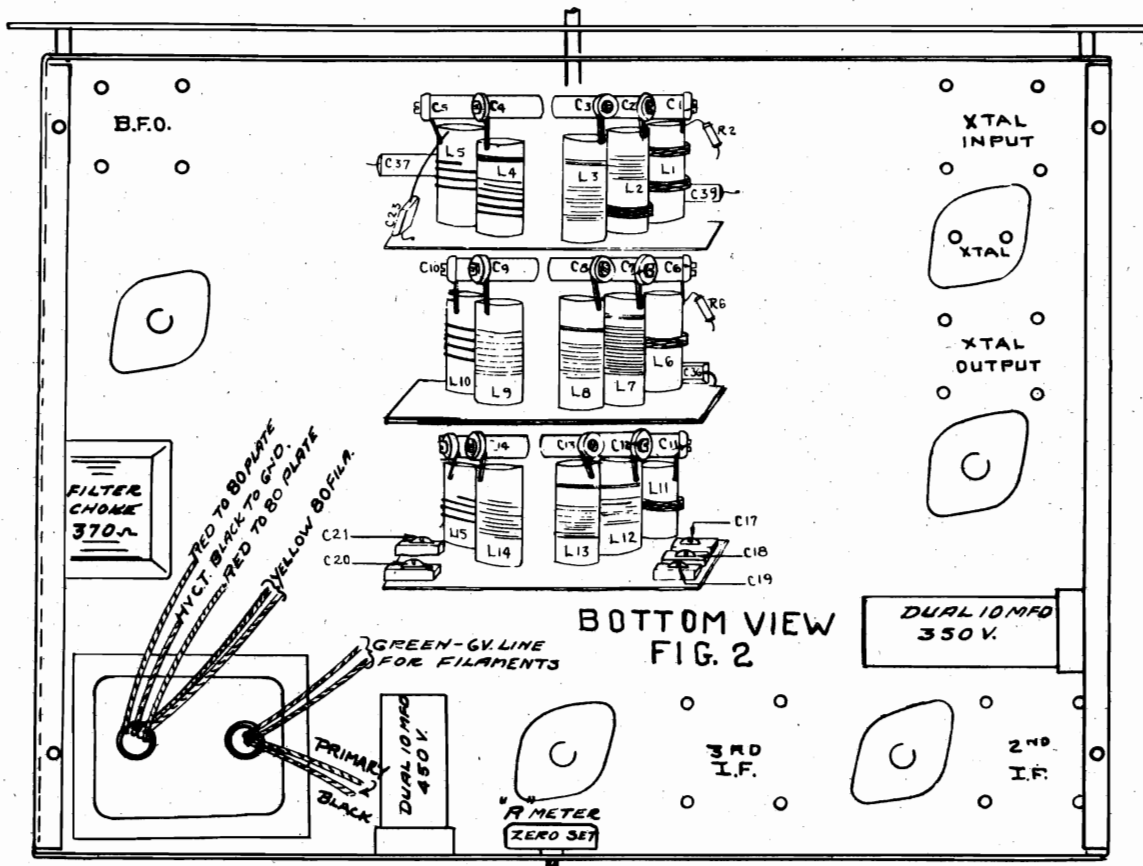 B.F.O.
C5 C4 C3 C2 C1
R2
XTAL
INPUT
L5 L4 L3 L2 L1
C37
C39
C23
XTAL
C10 C9 C8 C7 C6
R6
XTAL
OUTPUT
L10 L9 L8 L7 L6
C36
14 C13 C12 C11
L15 L14 L13 L12 L11
FILTER
CHOKE
370Ω
RED TO 80 PLATE
HV C.T. BLACK TO GND.
RED TO 80 PLATE
YELLOW 80 FILA.
C21
C20
C17
C18
C19
BOTTOM VIEW
FIG. 2
DUAL 10 MFD
350 V.
GREEN-6V. LINE
FOR FILAMENTS
PRIMARY
BLACK
DUAL 10 MFD
450 V.
"R" METER
ZERO SET
3RD
I.F.
2ND
I.F.